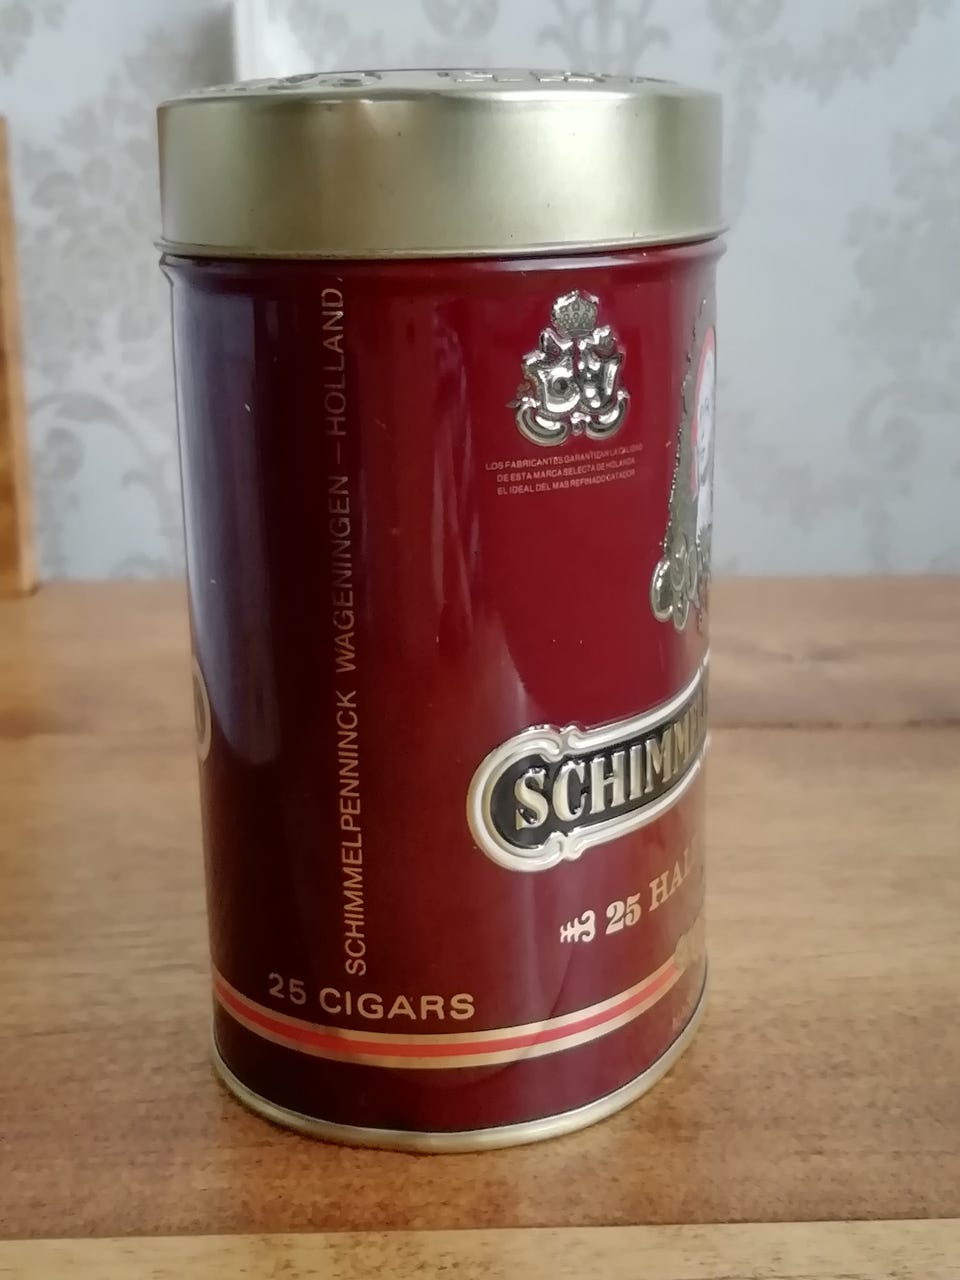 LOS FABRICANTES GARANTIZAN LA CALIDAD
DE ESTA MARCA SELECTA DE HOLANDA
EL IDEAL DEL MAS REFINADO CATADOR
SCHIMMELPENNINCK WAGENINGEN – HOLLAND
SCHIMM
25 HAL
25 CIGARS